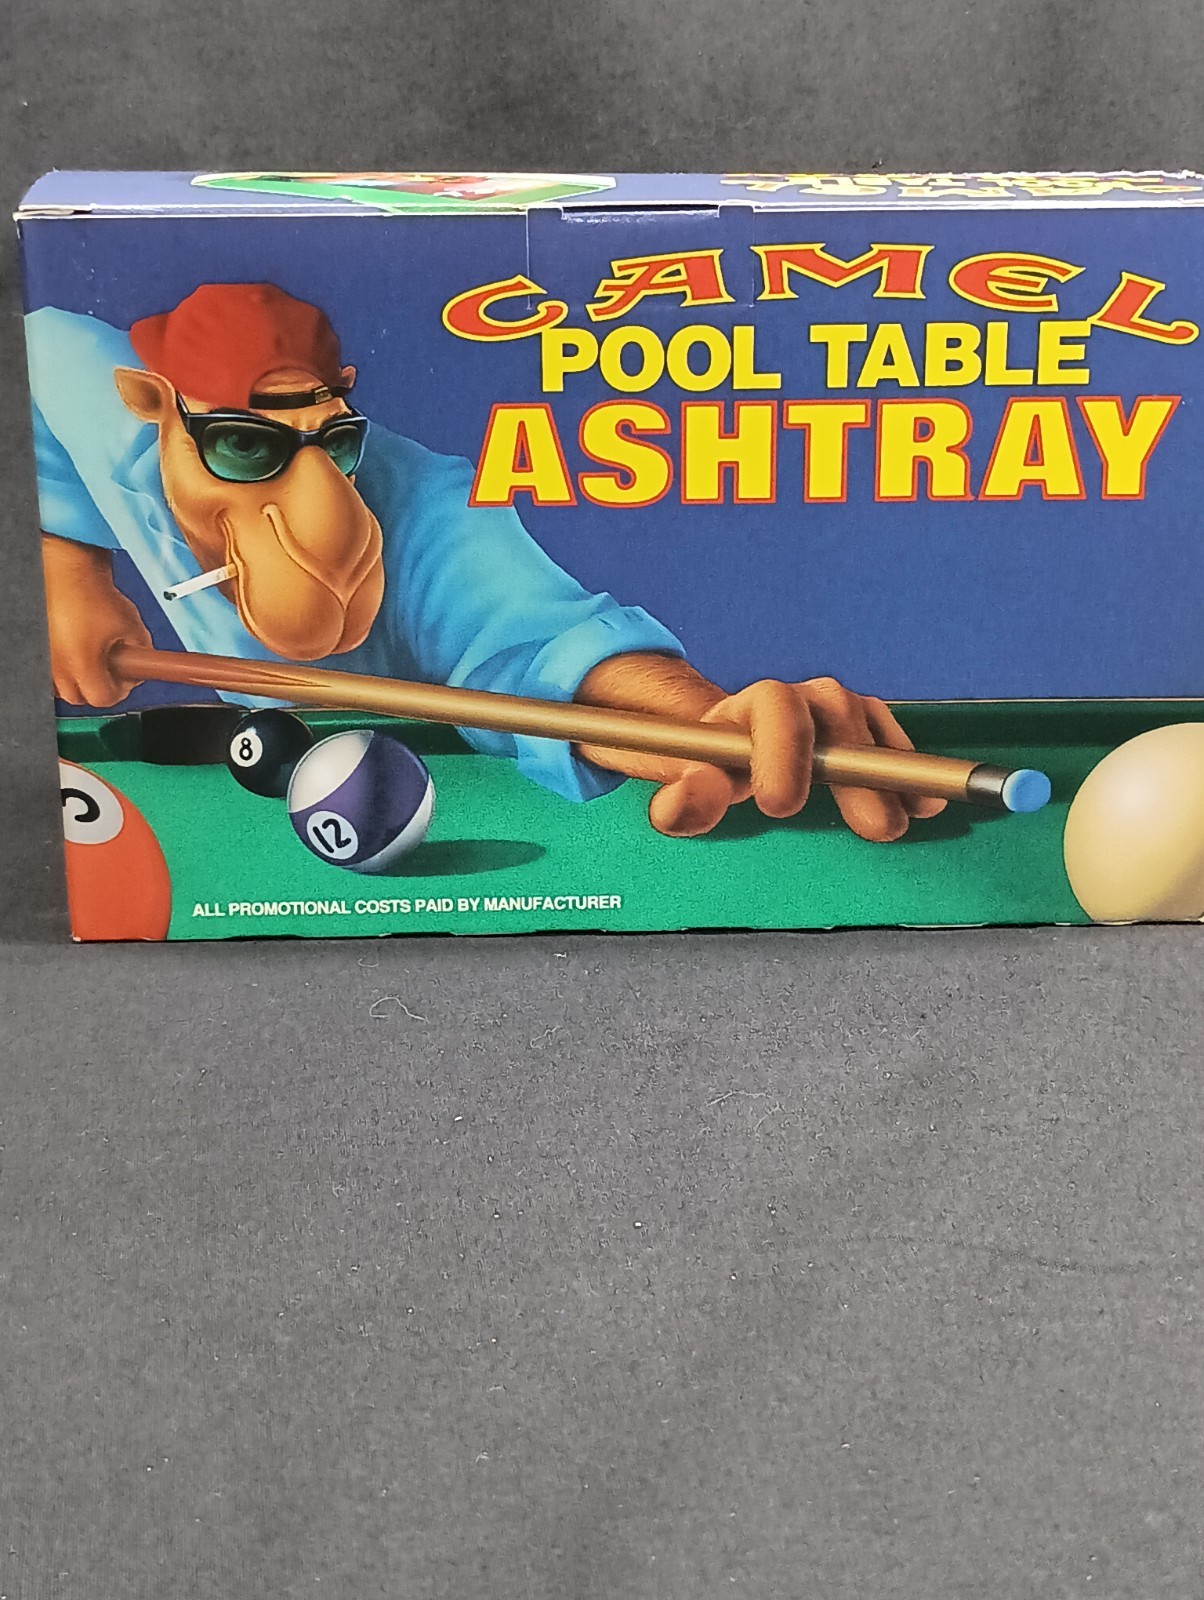 CAMEL
POOL TABLE
ASHTRAY
8
12
ALL PROMOTIONAL COSTS PAID BY MANUFACTURER